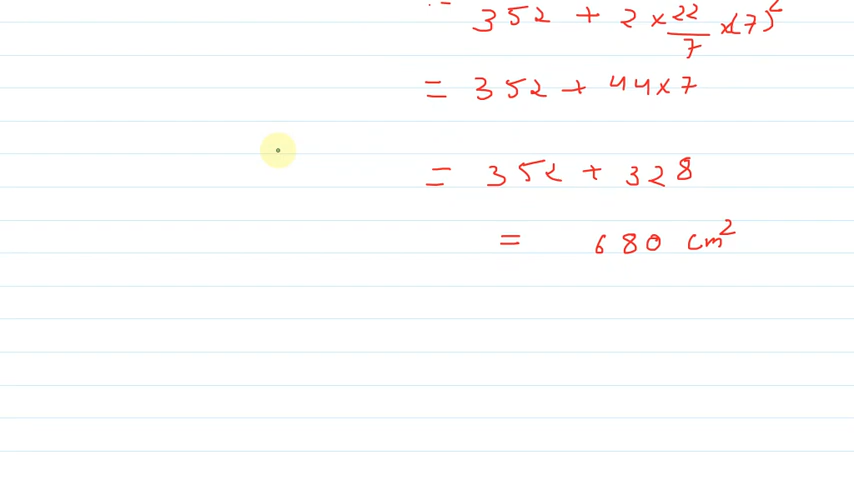 = 352 + 2 × 22/7 × (7)²
= 352 + 44 × 7
= 352 + 328
= 680 cm²